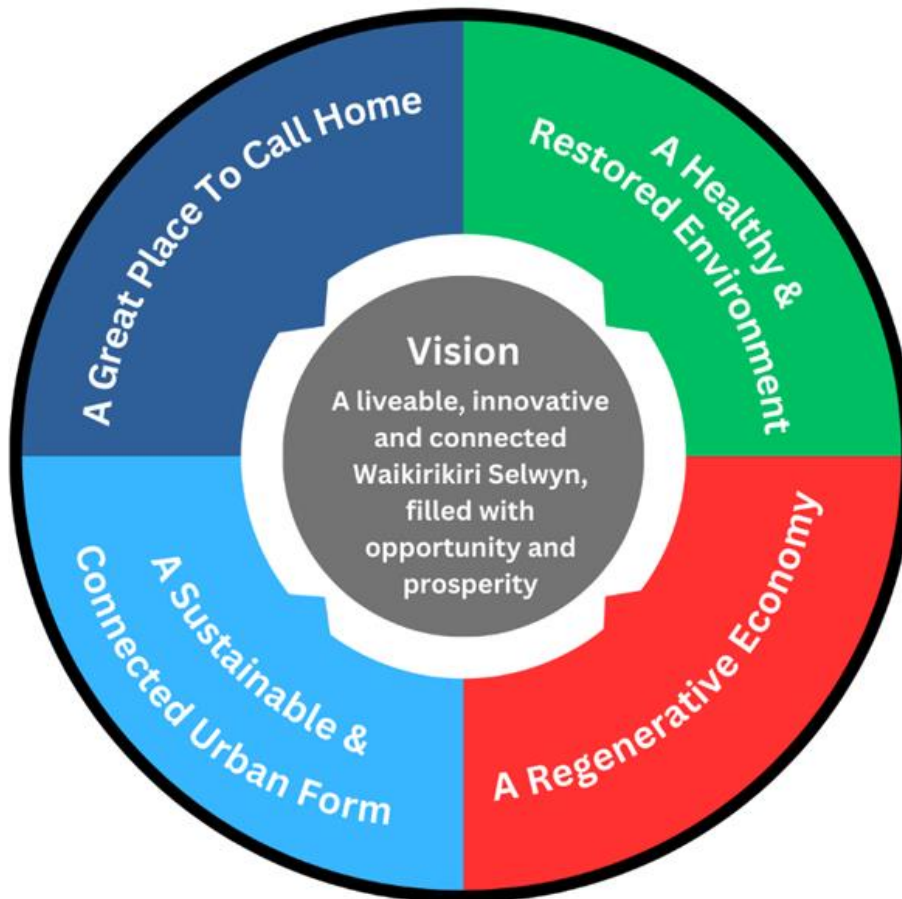 A Great Place To Call Home
A Healthy &
Restored Environment
Vision
A liveable, innovative
and connected
Waikirikiri Selwyn,
filled with
opportunity and
prosperity
A Sustainable &
Connected Urban Form
A Regenerative Economy